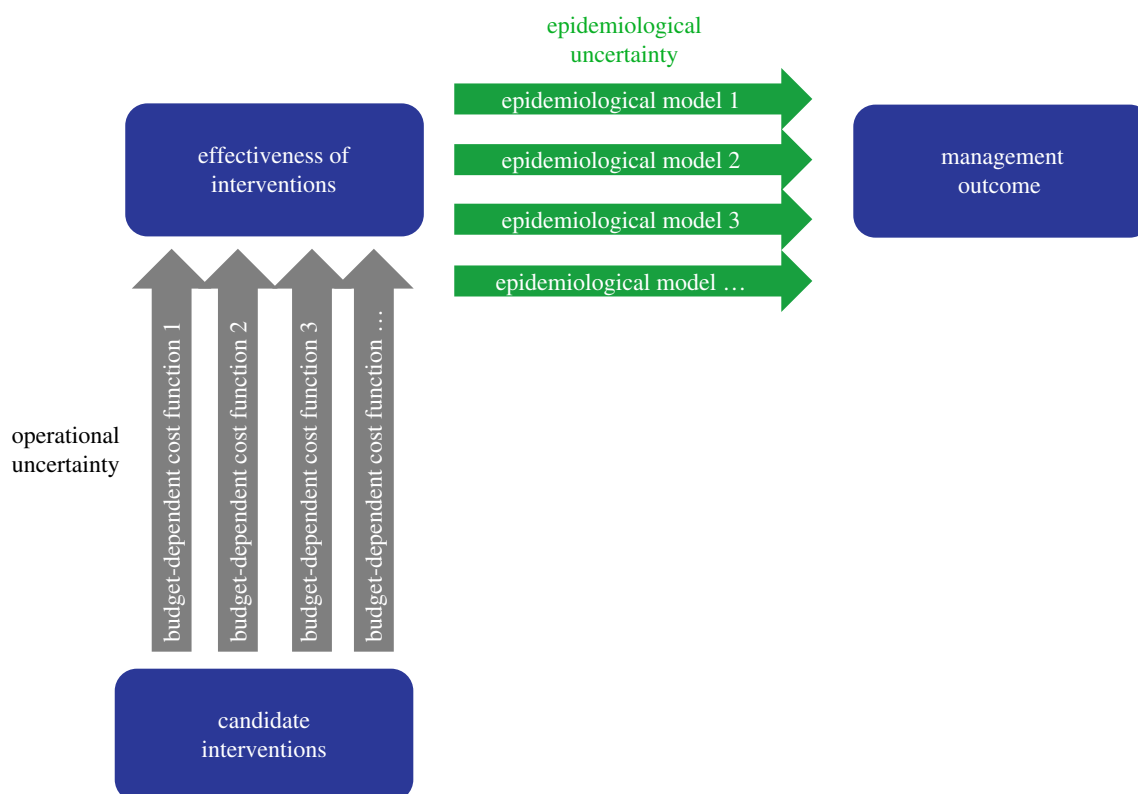 epidemiological
uncertainty
epidemiological model 1
effectiveness of
interventions
epidemiological model 2
management
outcome
epidemiological model 3
epidemiological model …
budget-dependent cost function 1
budget-dependent cost function 2
budget-dependent cost function 3
budget-dependent cost function …
operational
uncertainty
candidate
interventions